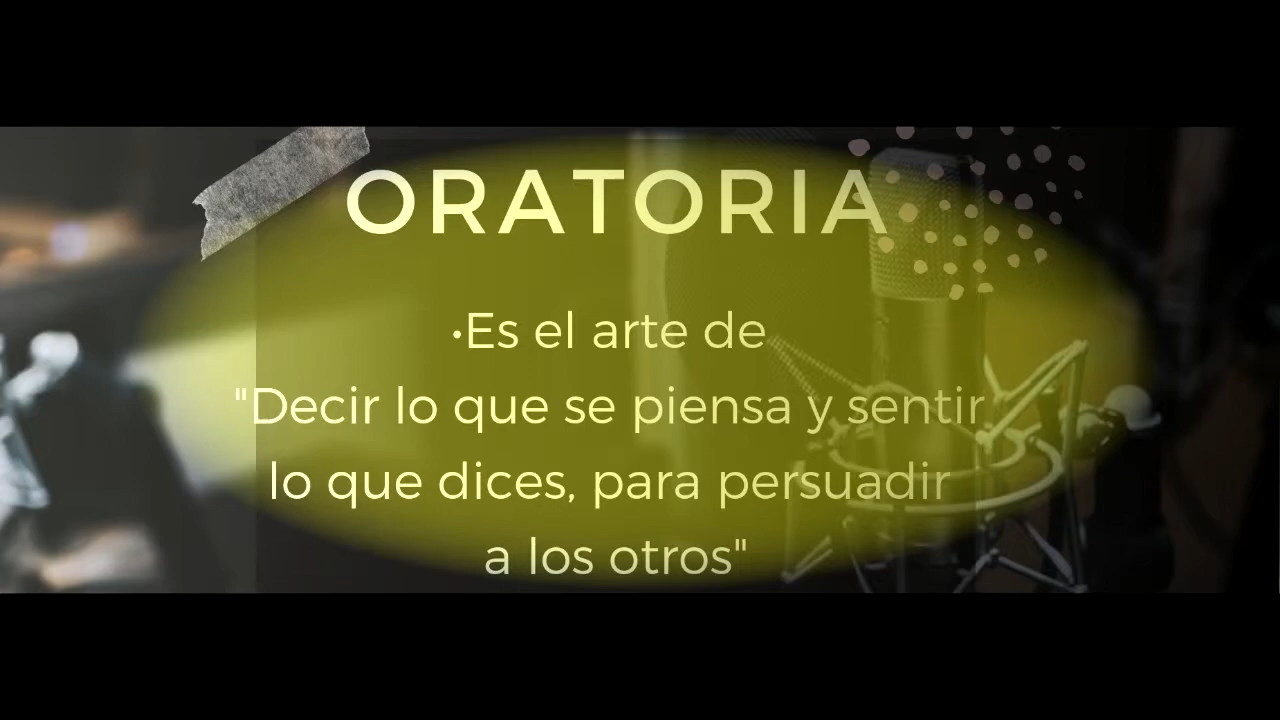 ORATORIA
•Es el arte de
"Decir lo que se piensa y sentir
lo que dices, para persuadir
a los otros"